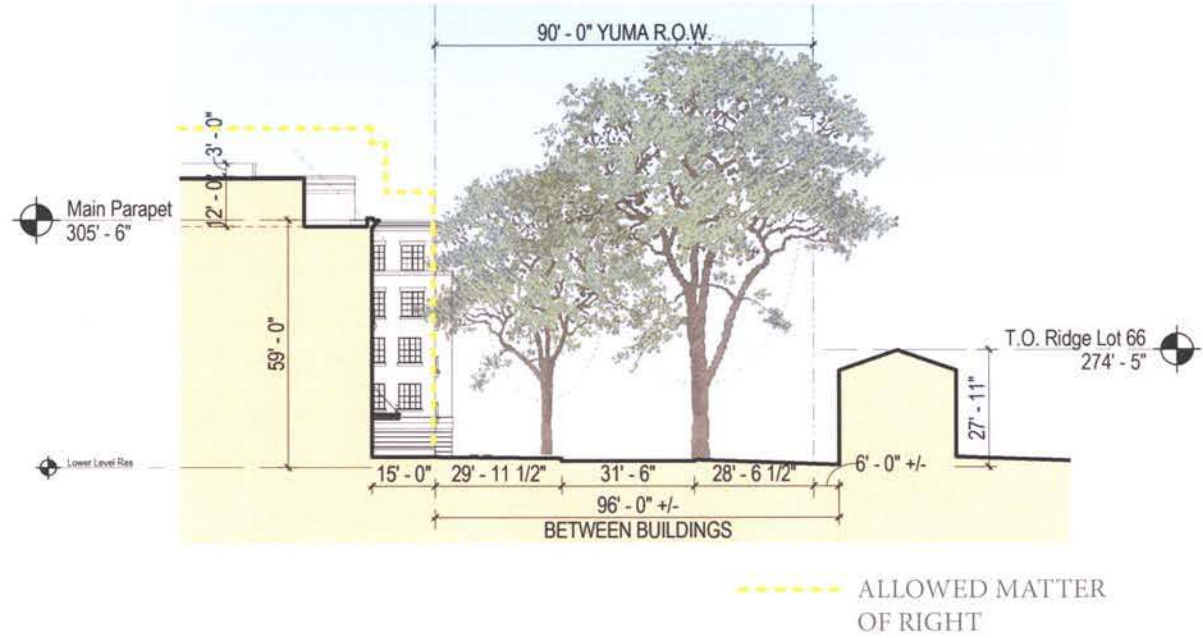 90' - 0" YUMA R.O.W.
3' - 0"
12' - 0"
Main Parapet
305' - 6"
59' - 0"
T.O. Ridge Lot 66
274' - 5"
27' - 11"
Lower Level Res
15' - 0" 29' - 11 1/2" 31' - 6" 28' - 6 1/2" 6' - 0" +/-
96' - 0" +/-
BETWEEN BUILDINGS
ALLOWED MATTER
OF RIGHT